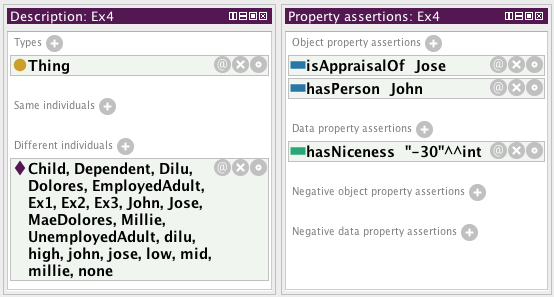 Description: Ex4
Types
Thing
Same individuals
Different individuals
Child, Dependent, Dilu,
Dolores, EmployedAdult,
Ex1, Ex2, Ex3, John, Jose,
MaeDolores, Millie,
UnemployedAdult, dilu,
high, john, jose, low, mid,
millie, none
Property assertions: Ex4
Object property assertions
isAppraisalOf Jose
hasPerson John
Data property assertions
hasNiceness "-30"^^int
Negative object property assertions
Negative data property assertions